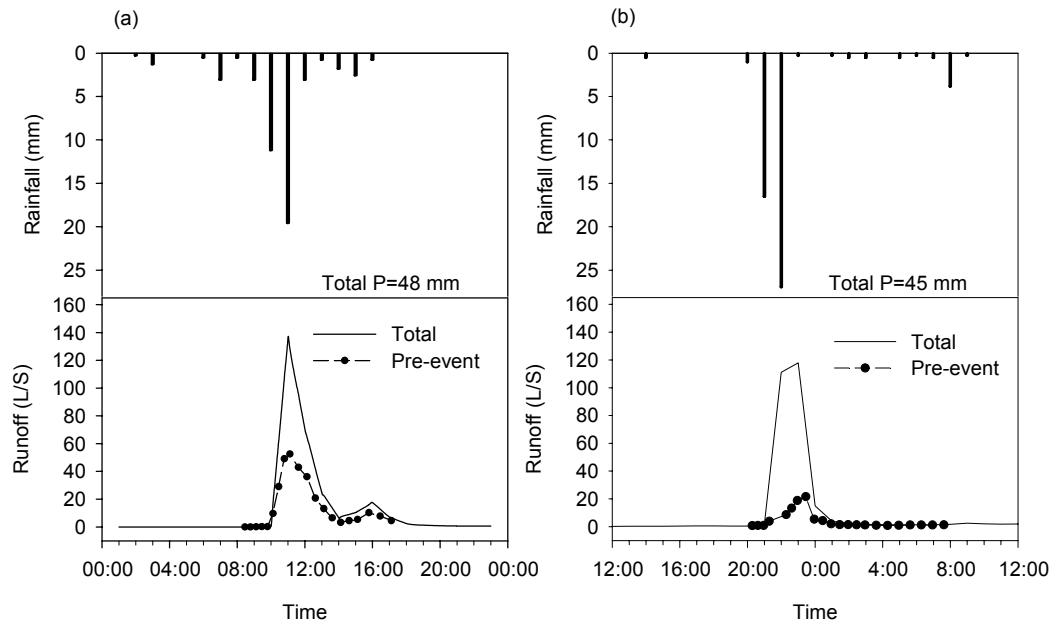 (a)
0
5
10
15
20
25
Rainfall (mm)
Total P=48 mm
160
140
120
100
80
60
40
20
0
Runoff (L/S)
Total
Pre-event
00:00 04:00 08:00 12:00 16:00 20:00 00:00
Time
(b)
0
5
10
15
20
25
Rainfall (mm)
Total P=45 mm
160
140
120
100
80
60
40
20
0
Runoff (L/S)
Total
Pre-event
12:00 16:00 20:00 0:00 4:00 8:00 12:00
Time